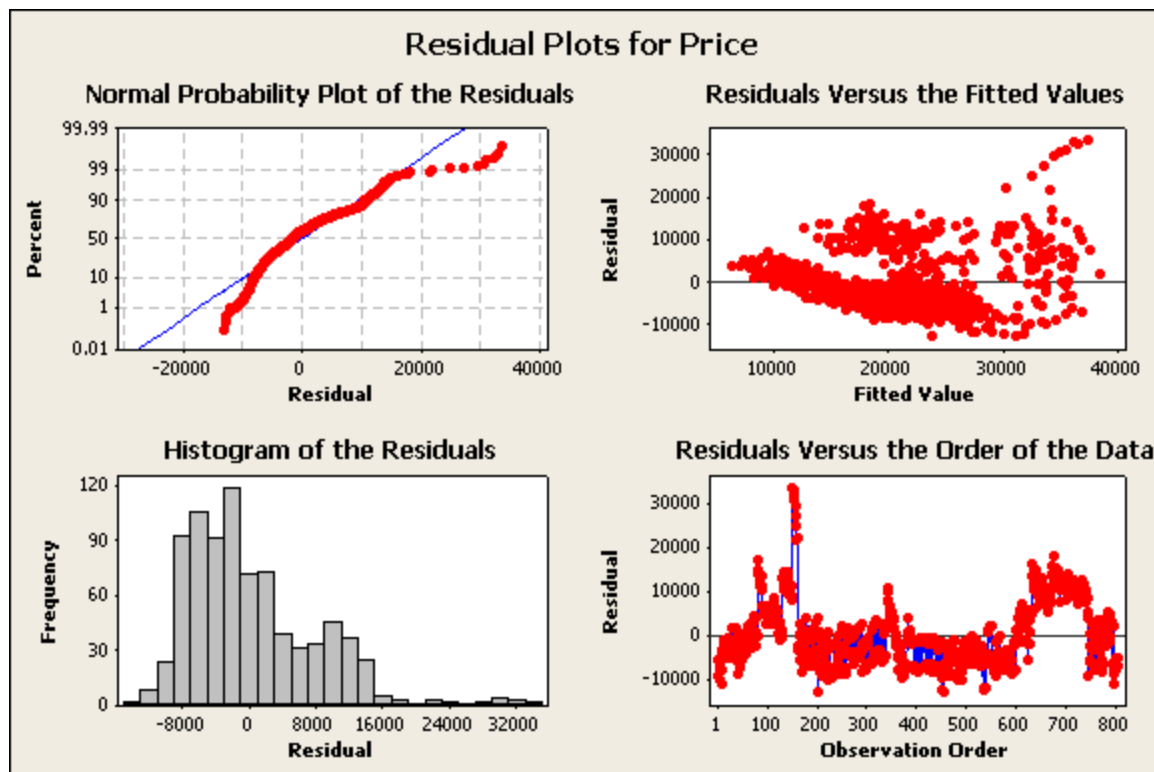 Residual Plots for Price
Normal Probability Plot of the Residuals
99.99
99
90
50
10
1
0.01
Percent
-20000 0 20000 40000
Residual
Residuals Versus the Fitted Values
30000
20000
10000
0
-10000
Residual
10000 20000 30000 40000
Fitted Value
Histogram of the Residuals
120
90
60
30
0
Frequency
-8000 0 8000 16000 24000 32000
Residual
Residuals Versus the Order of the Data
30000
20000
10000
0
-10000
Residual
1 100 200 300 400 500 600 700 800
Observation Order